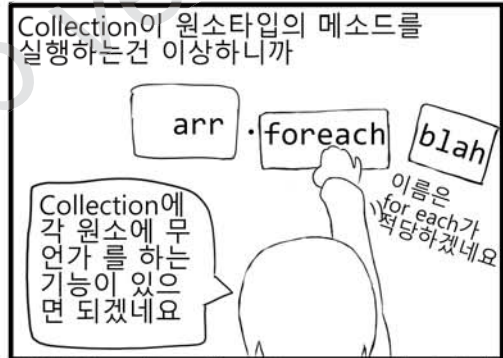 Collection이 원소타입의 메소드를
실행하는건 이상하니까
arr
.foreach
blah
이름은
for each가
적당하겠네요
Collection에
각 원소에 무
언가 를 하는
기능이 있으
면 되겠네요